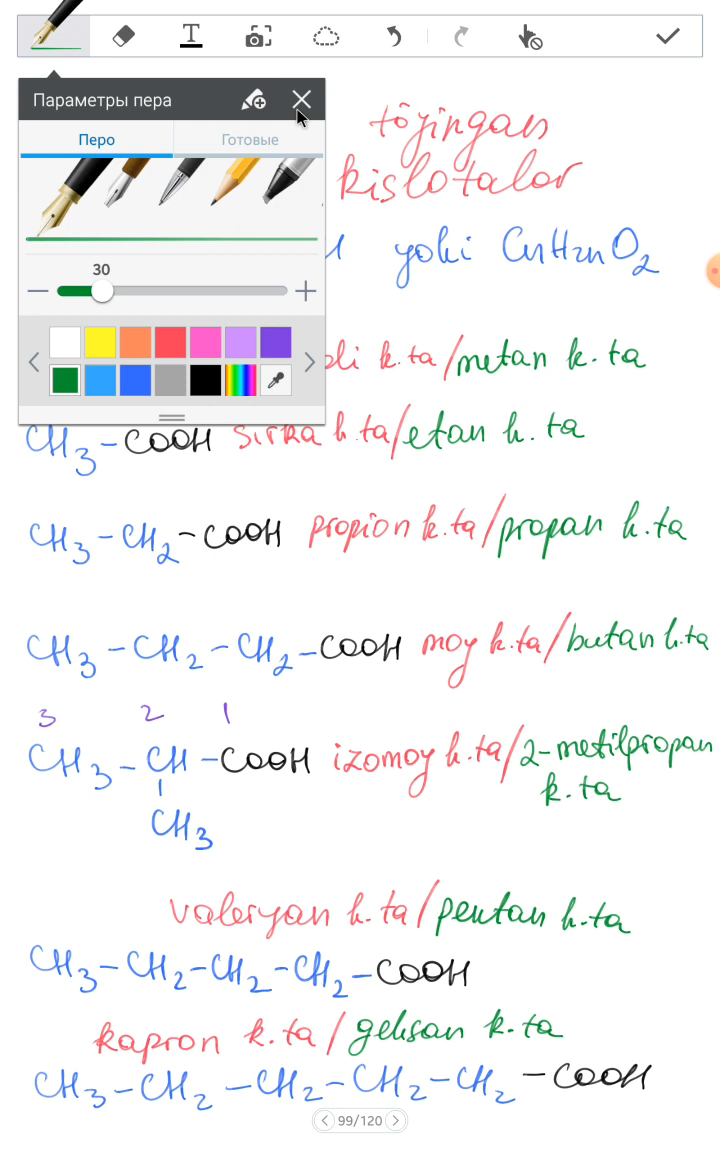 Параметры пера
Перо
Готовые
30
to'yingan
kislotalar
yoki CnH2nO2
k.ta/metan k.ta
CH3-COOH sirka k.ta/etan k.ta
CH3-CH2-COOH propion k.ta/propan k.ta
CH3-CH2-CH2-COOH moy k.ta/butan k.ta
3 2 1
CH3-CH-COOH izomoy k.ta/2-metilpropan
k.ta
CH3
valeryan k.ta/pentan k.ta
CH3-CH2-CH2-CH2-COOH
kapron k.ta/geksan k.ta
CH3-CH2-CH2-CH2-CH2-COOH
99/120